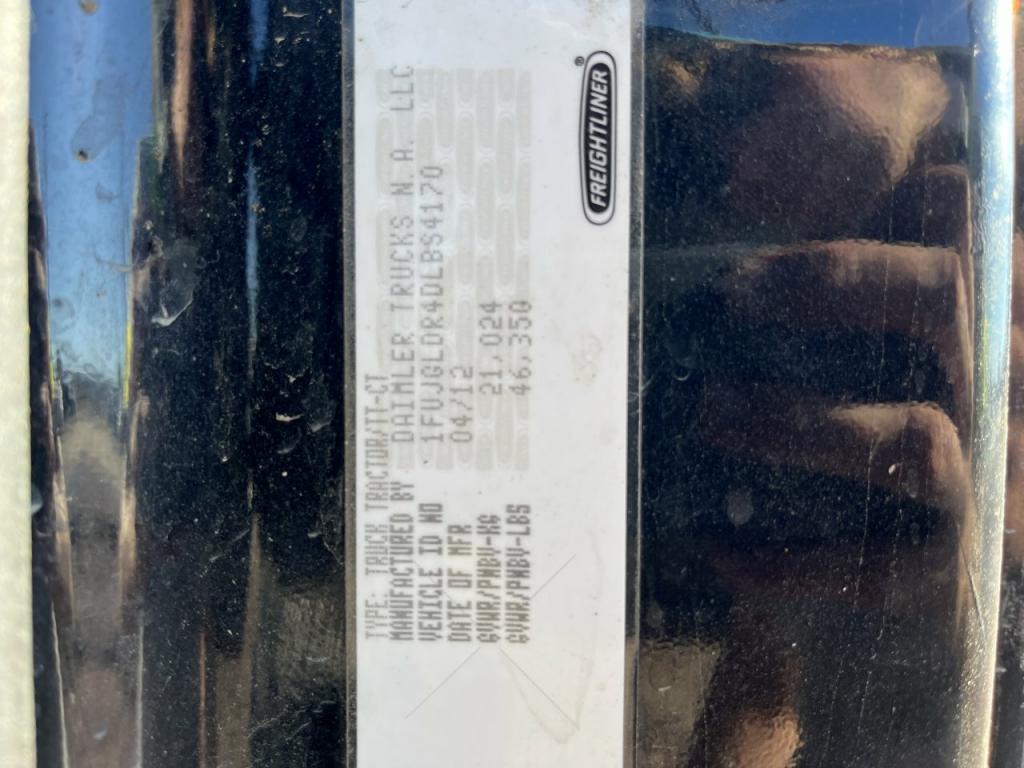 FREIGHTLINER®
TYPE: TRUCK TRACTOR/TT-CT
MANUFACTURED BY DAIMLER TRUCKS N.A. LLC
VEHICLE ID NO 1FUJGLDR4DLBS4170
DATE OF MFR 04/12
GVWR/PNBV-KG 21,024
GVWR/PNBV-LBS 46,350